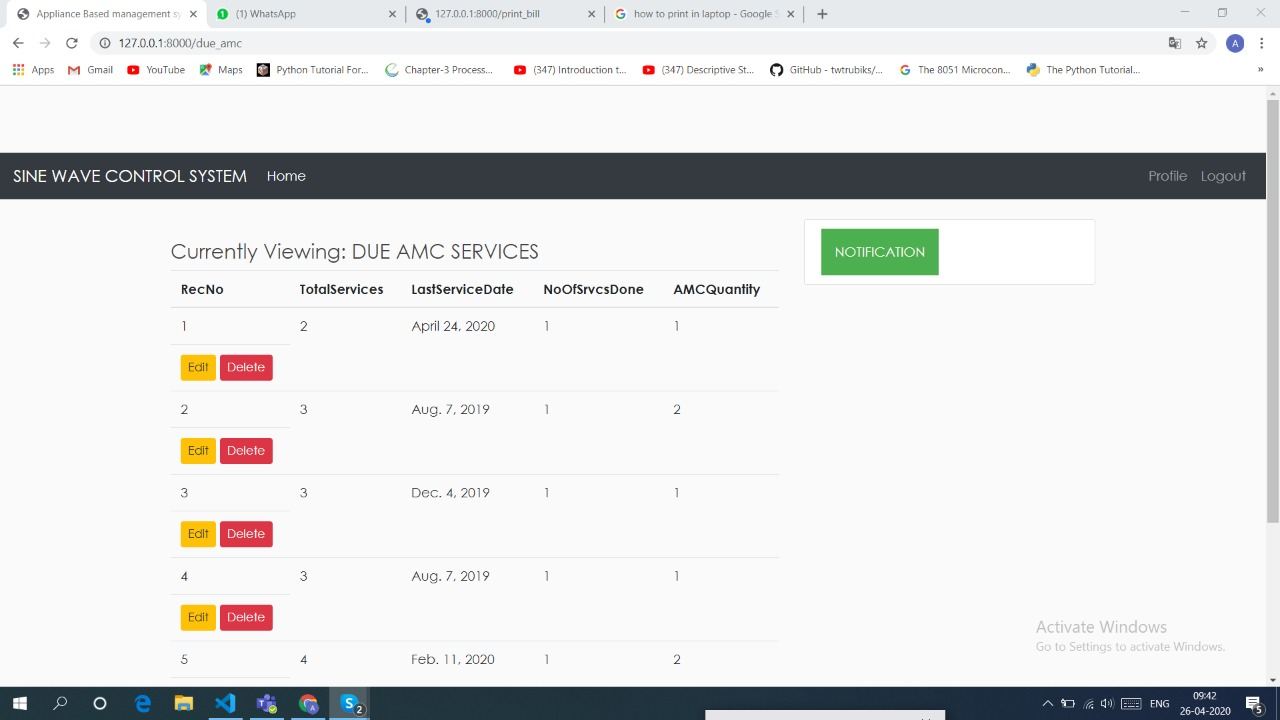 Appliance Based management sy
(1) WhatsApp
127.0.0.1:8000/print_bill
how to print in laptop - Google S
127.0.0.1:8000/due_amc
A
Apps
Gmail
YouTube
Maps
Python Tutorial For...
Chapter-3 Process...
(347) Introduction t...
(347) Descriptive St...
GitHub - twtrubiks/...
The 8051 Microcon...
The Python Tutorial...
»
SINE WAVE CONTROL SYSTEM Home Profile Logout
Currently Viewing: DUE AMC SERVICES
NOTIFICATION
RecNo TotalServices LastServiceDate NoOfSrvcsDone AMCQuantity
1 2 April 24, 2020 1 1
Edit Delete
2 3 Aug. 7, 2019 1 2
Edit Delete
3 3 Dec. 4, 2019 1 1
Edit Delete
4 3 Aug. 7, 2019 1 1
Edit Delete
5 4 Feb. 11, 2020 1 2
Activate Windows
Go to Settings to activate Windows.
2
ENG
09:42
26-04-2020
5